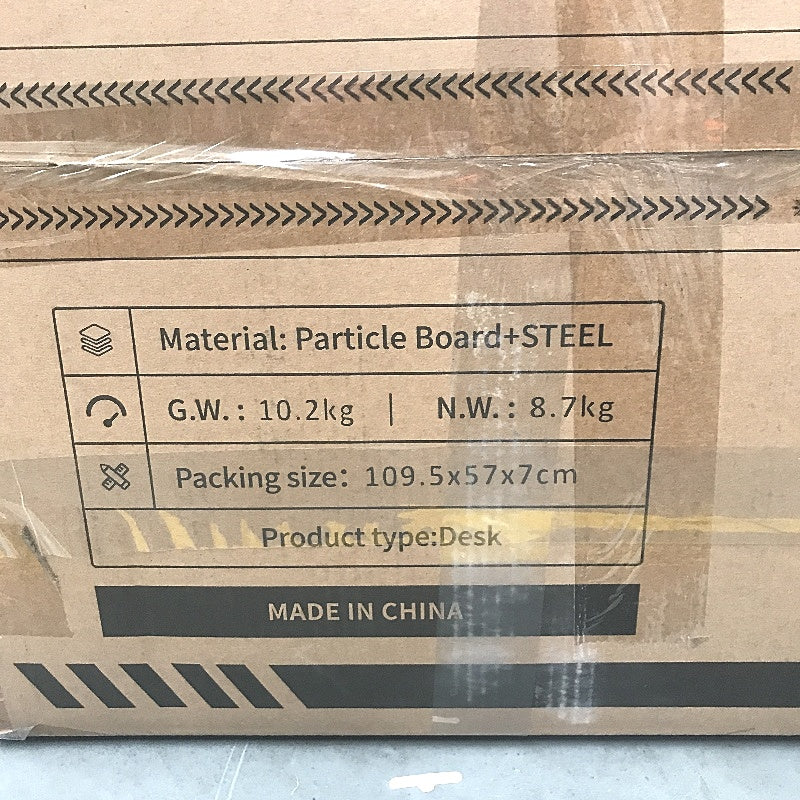 Material: Particle Board+STEEL
G.W. : 10.2kg | N.W. : 8.7kg
Packing size: 109.5x57x7cm
Product type:Desk
MADE IN CHINA